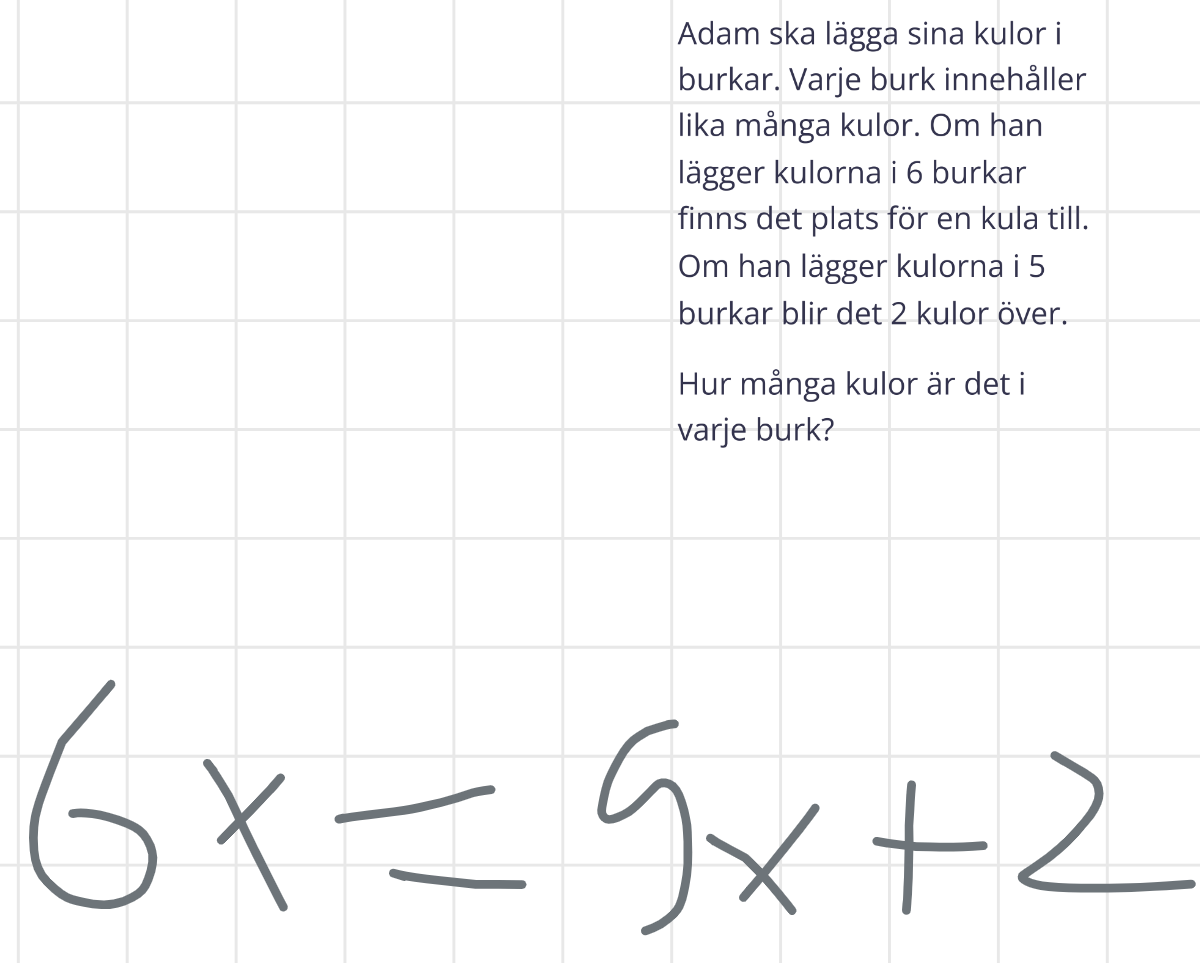 Adam ska lägga sina kulor i
burkar. Varje burk innehåller
lika många kulor. Om han
lägger kulorna i 6 burkar
finns det plats för en kula till.
Om han lägger kulorna i 5
burkar blir det 2 kulor över.
Hur många kulor är det i
varje burk?
6x = 5x + 2